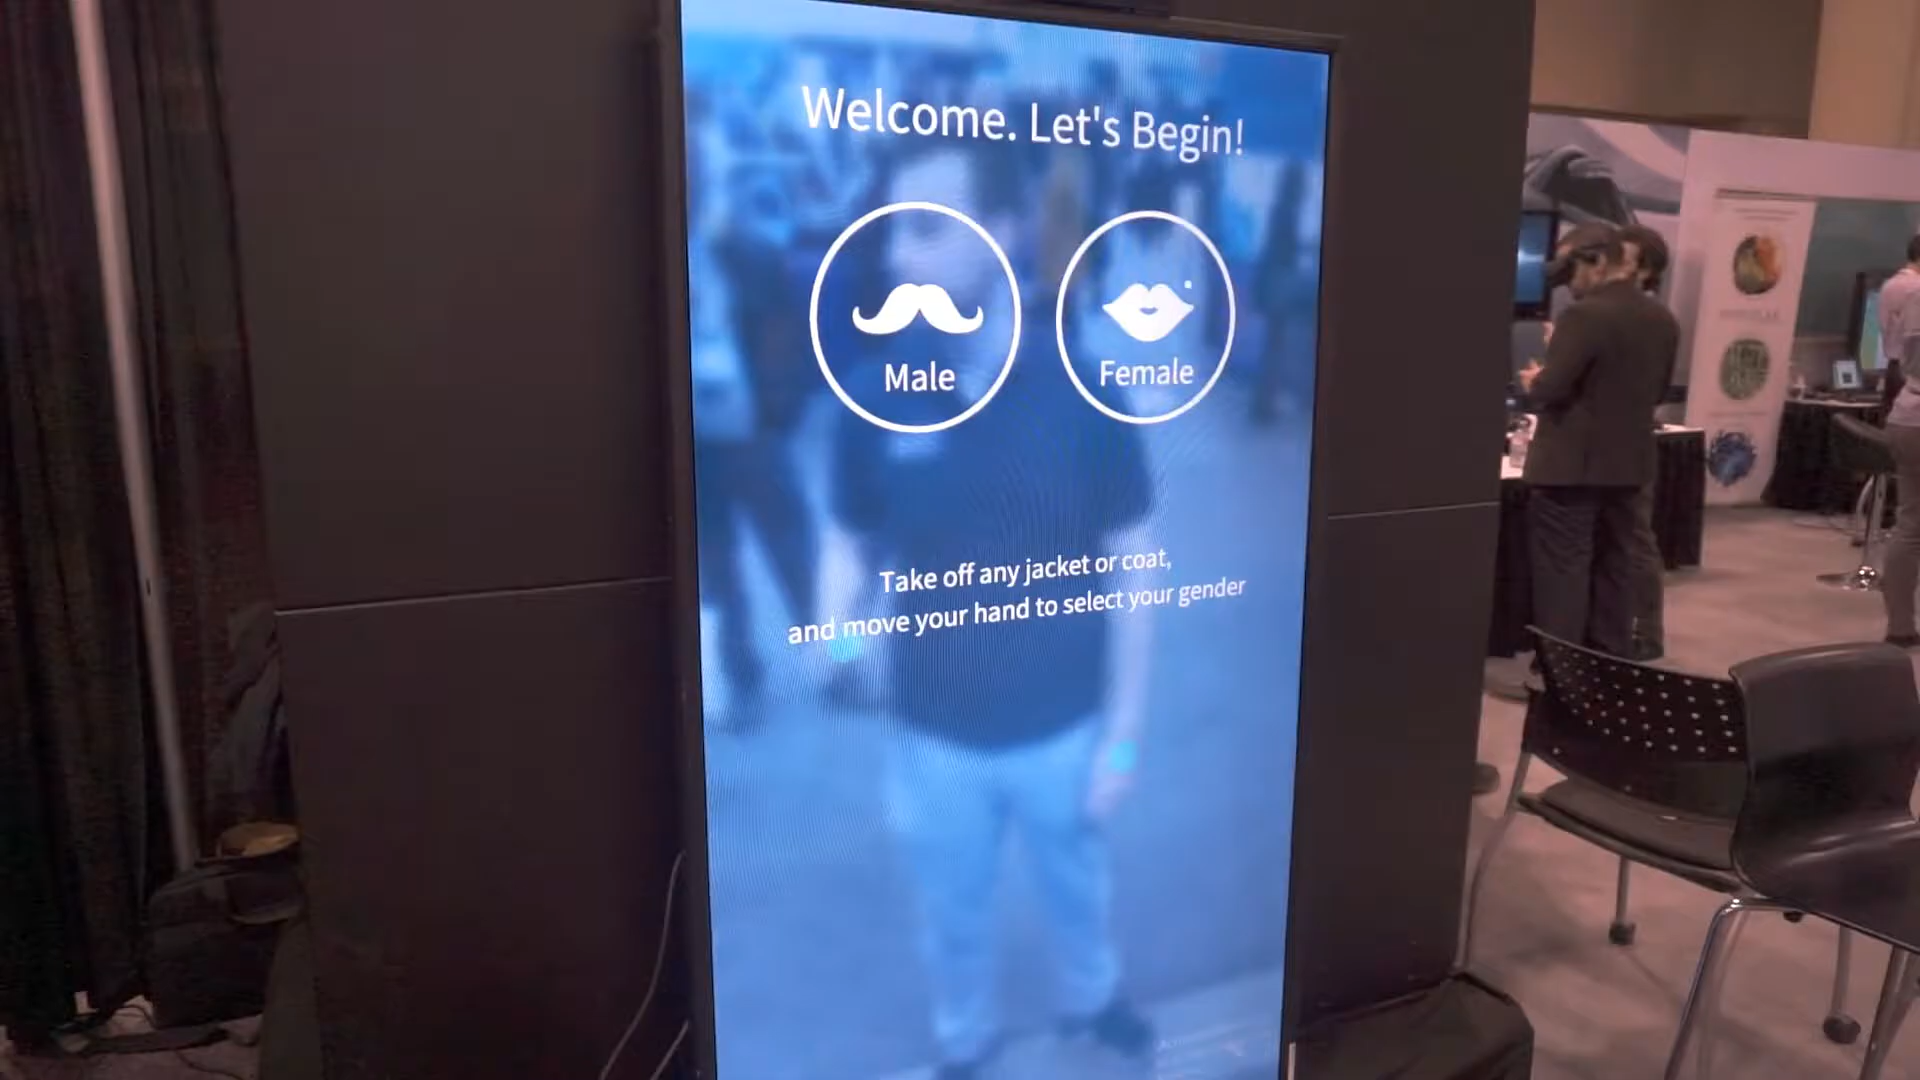 Welcome. Let's Begin!
Male
Female
Take off any jacket or coat,
and move your hand to select your gender